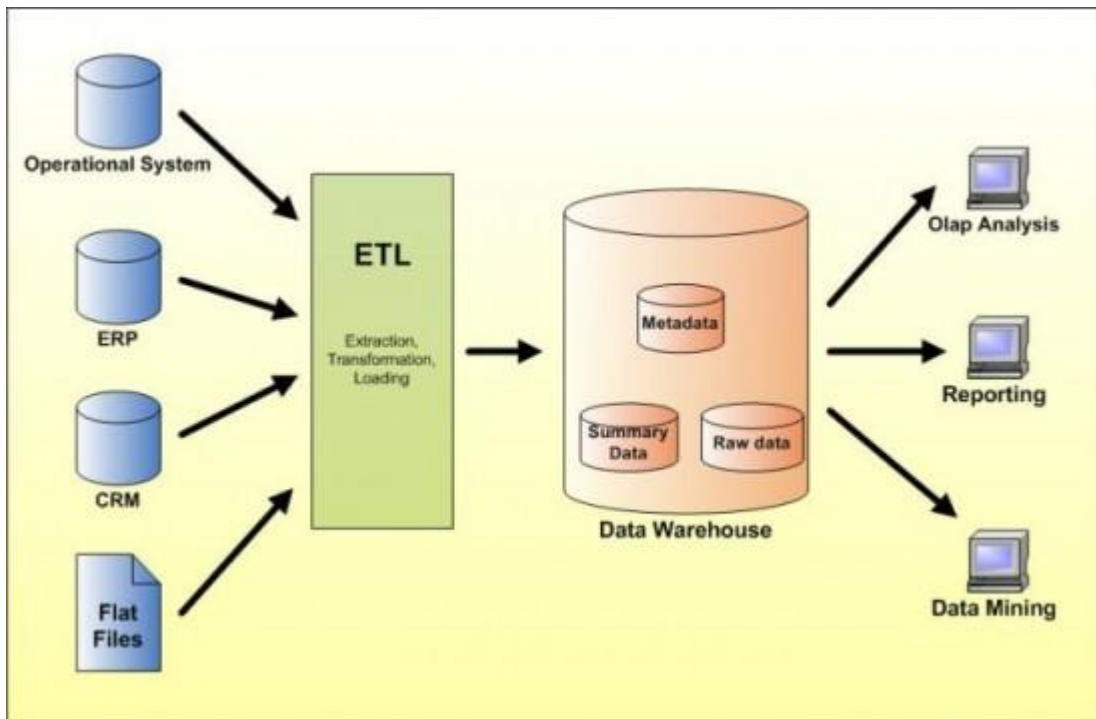 Operational System
ERP
CRM
Flat
Files
ETL
Extraction,
Transformation,
Loading
Metadata
Summary
Data
Raw data
Data Warehouse
Olap Analysis
Reporting
Data Mining